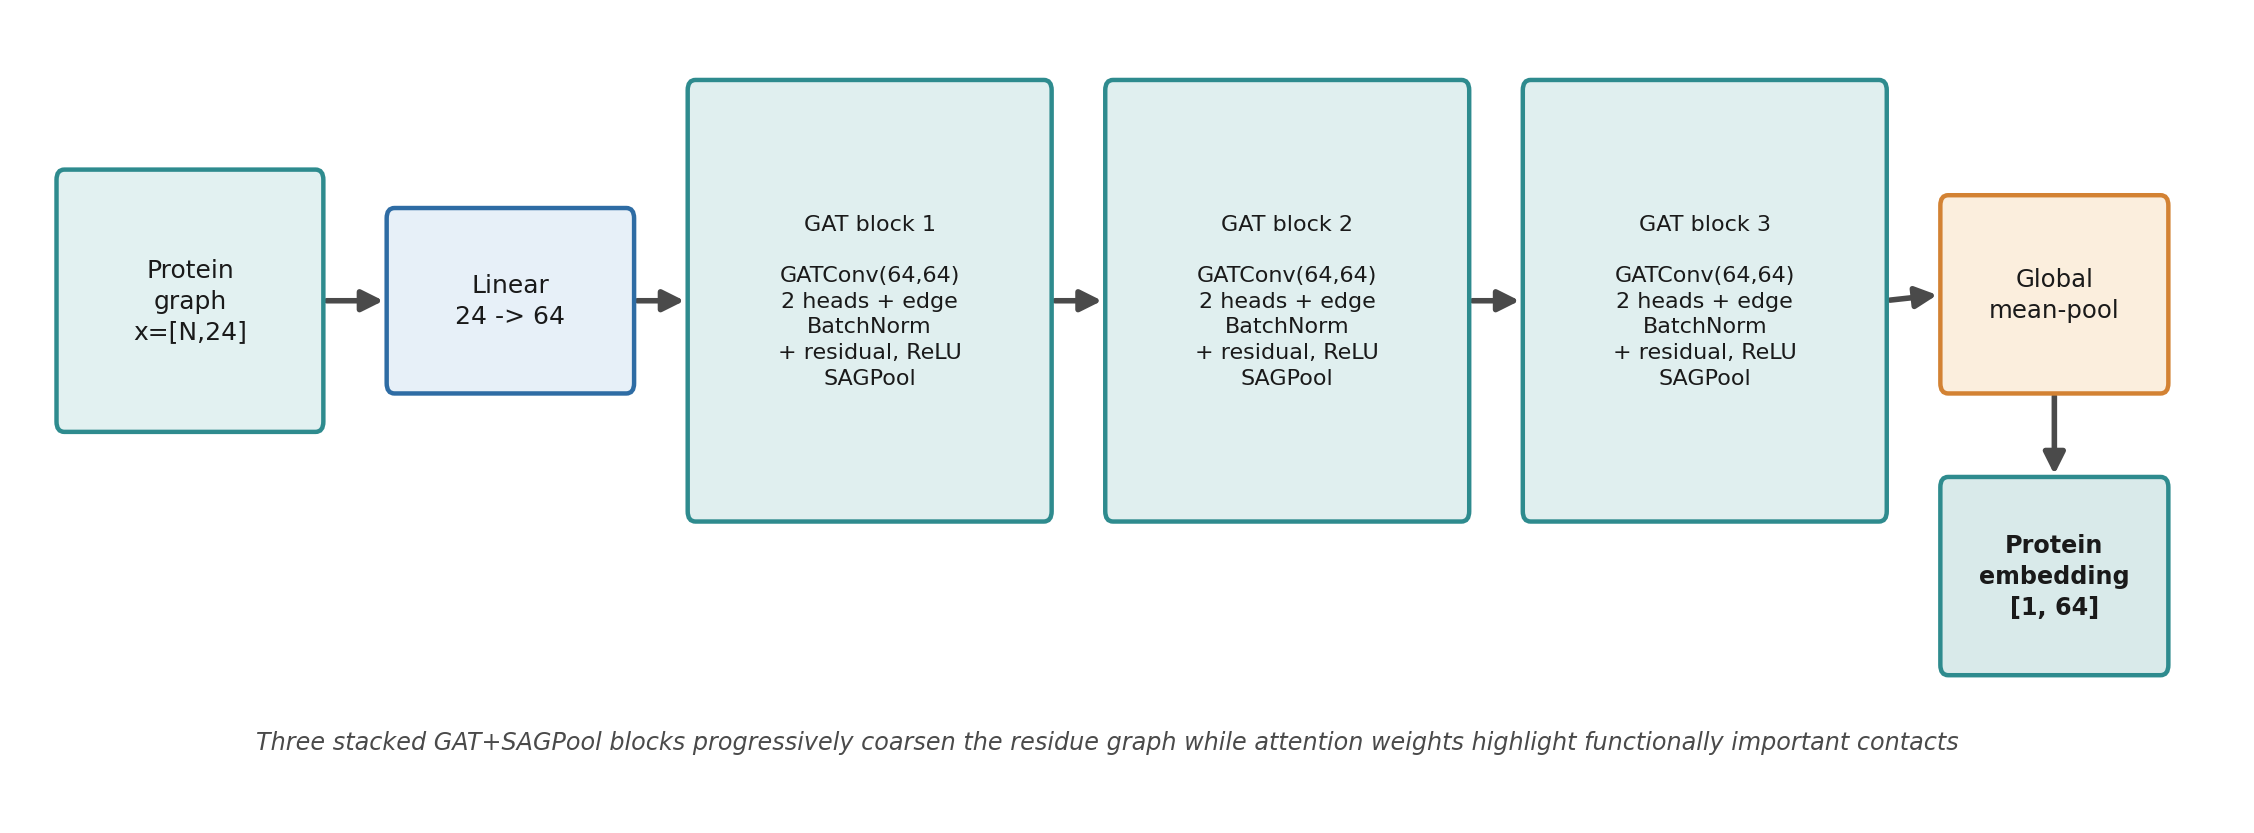 Protein
graph
x=[N,24]
Linear
24 -> 64
GAT block 1
GATConv(64,64)
2 heads + edge
BatchNorm
+ residual, ReLU
SAGPool
GAT block 2
GATConv(64,64)
2 heads + edge
BatchNorm
+ residual, ReLU
SAGPool
GAT block 3
GATConv(64,64)
2 heads + edge
BatchNorm
+ residual, ReLU
SAGPool
Global
mean-pool
Protein
embedding
[1, 64]
Three stacked GAT+SAGPool blocks progressively coarsen the residue graph while attention weights highlight functionally important contacts